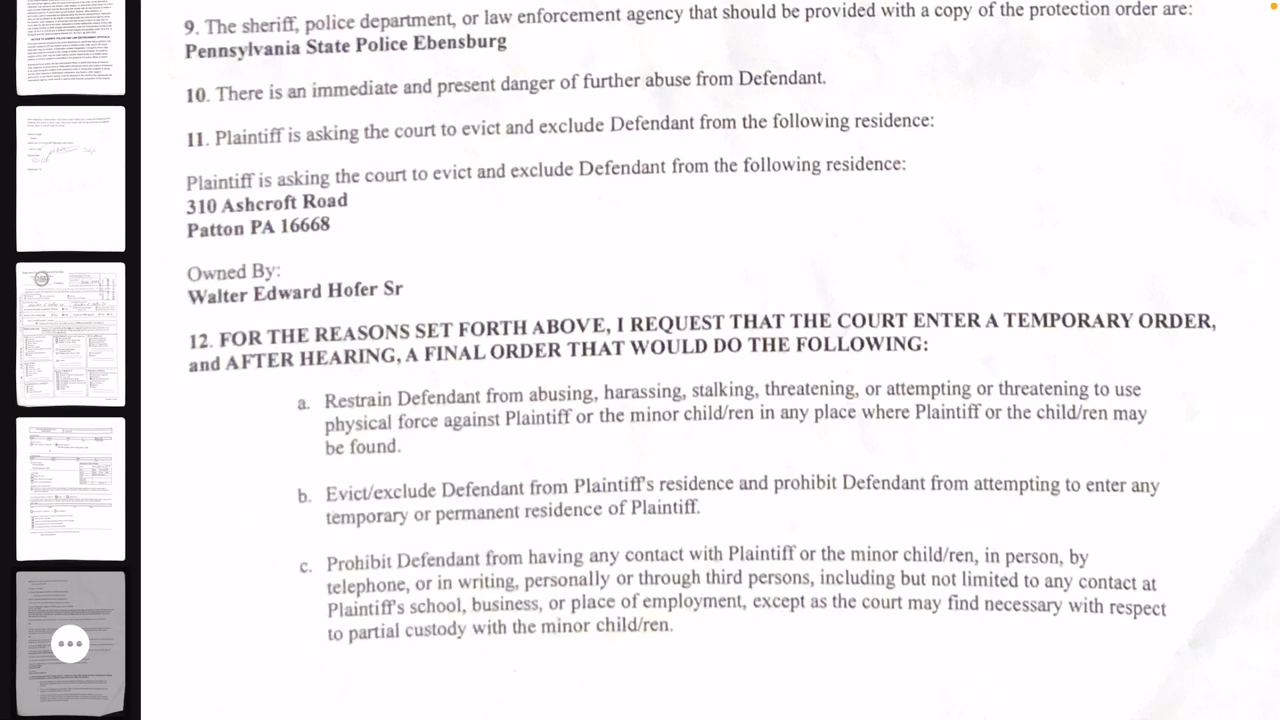 9. The sheriff, police department, or law enforcement agency that should be provided with a copy of the protection order are:
Pennsylvania State Police Ebensburg
10. There is an immediate and present danger of further abuse from Defendant.
11. Plaintiff is asking the court to evict and exclude Defendant from the following residence:
Plaintiff is asking the court to evict and exclude Defendant from the following residence:
310 Ashcroft Road
Patton PA 16668
Owned By:
Walter Edward Hofer Sr
12. FOR THE REASONS SET FORTH ABOVE, I REQUEST THAT THE COURT ENTER A TEMPORARY ORDER,
and AFTER HEARING, A FINAL ORDER THAT WOULD DO THE FOLLOWING:
a. Restrain Defendant from abusing, harassing, stalking, threatening, or attempting or threatening to use
physical force against Plaintiff or the minor child/ren in any place where Plaintiff or the child/ren may
be found.
b. Evict/exclude Defendant from Plaintiff's residence and prohibit Defendant from attempting to enter any
temporary or permanent residence of Plaintiff.
c. Prohibit Defendant from having any contact with Plaintiff or the minor child/ren, in person, by
telephone, or in writing, personally or through third persons, including but not limited to any contact at
Plaintiff's school, business, or place of employment, except as the court may find necessary with respect
to partial custody with the minor child/ren.